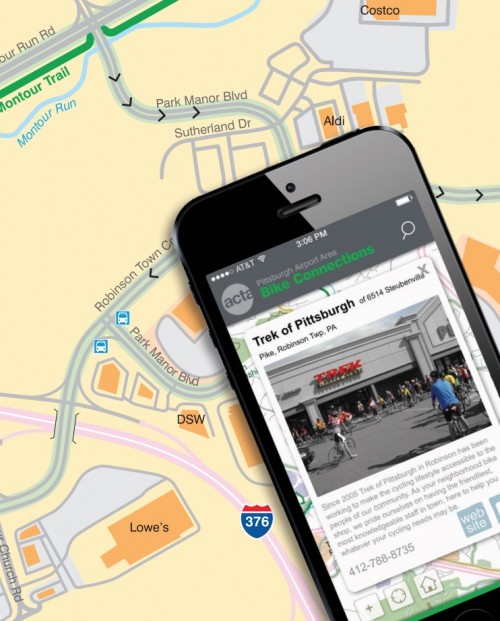 Costco
our Run Rd
Montour Trail
Montour Run
Park Manor Blvd
Sutherland Dr
Aldi
Robinson Town C
Park Manor Blvd
DSW
376
Lowe's
Church Rd
AT&T
3:06 PM
acta
Pittsburgh Airport Area
Bike Connections
X
Trek of Pittsburgh of 6514 Steubenville
Pike, Robinson Twp, PA
TREK
Since 2005 Trek of Pittsburgh in Robinson has been
working to make the cycling lifestyle accessible to the
people of our community. As your neighborhood bike
shop, we pride ourselves on having the friendliest,
most knowledgeable staff in town, here to help you
whatever your cycling needs may be.
412-788-8735
web
site
+